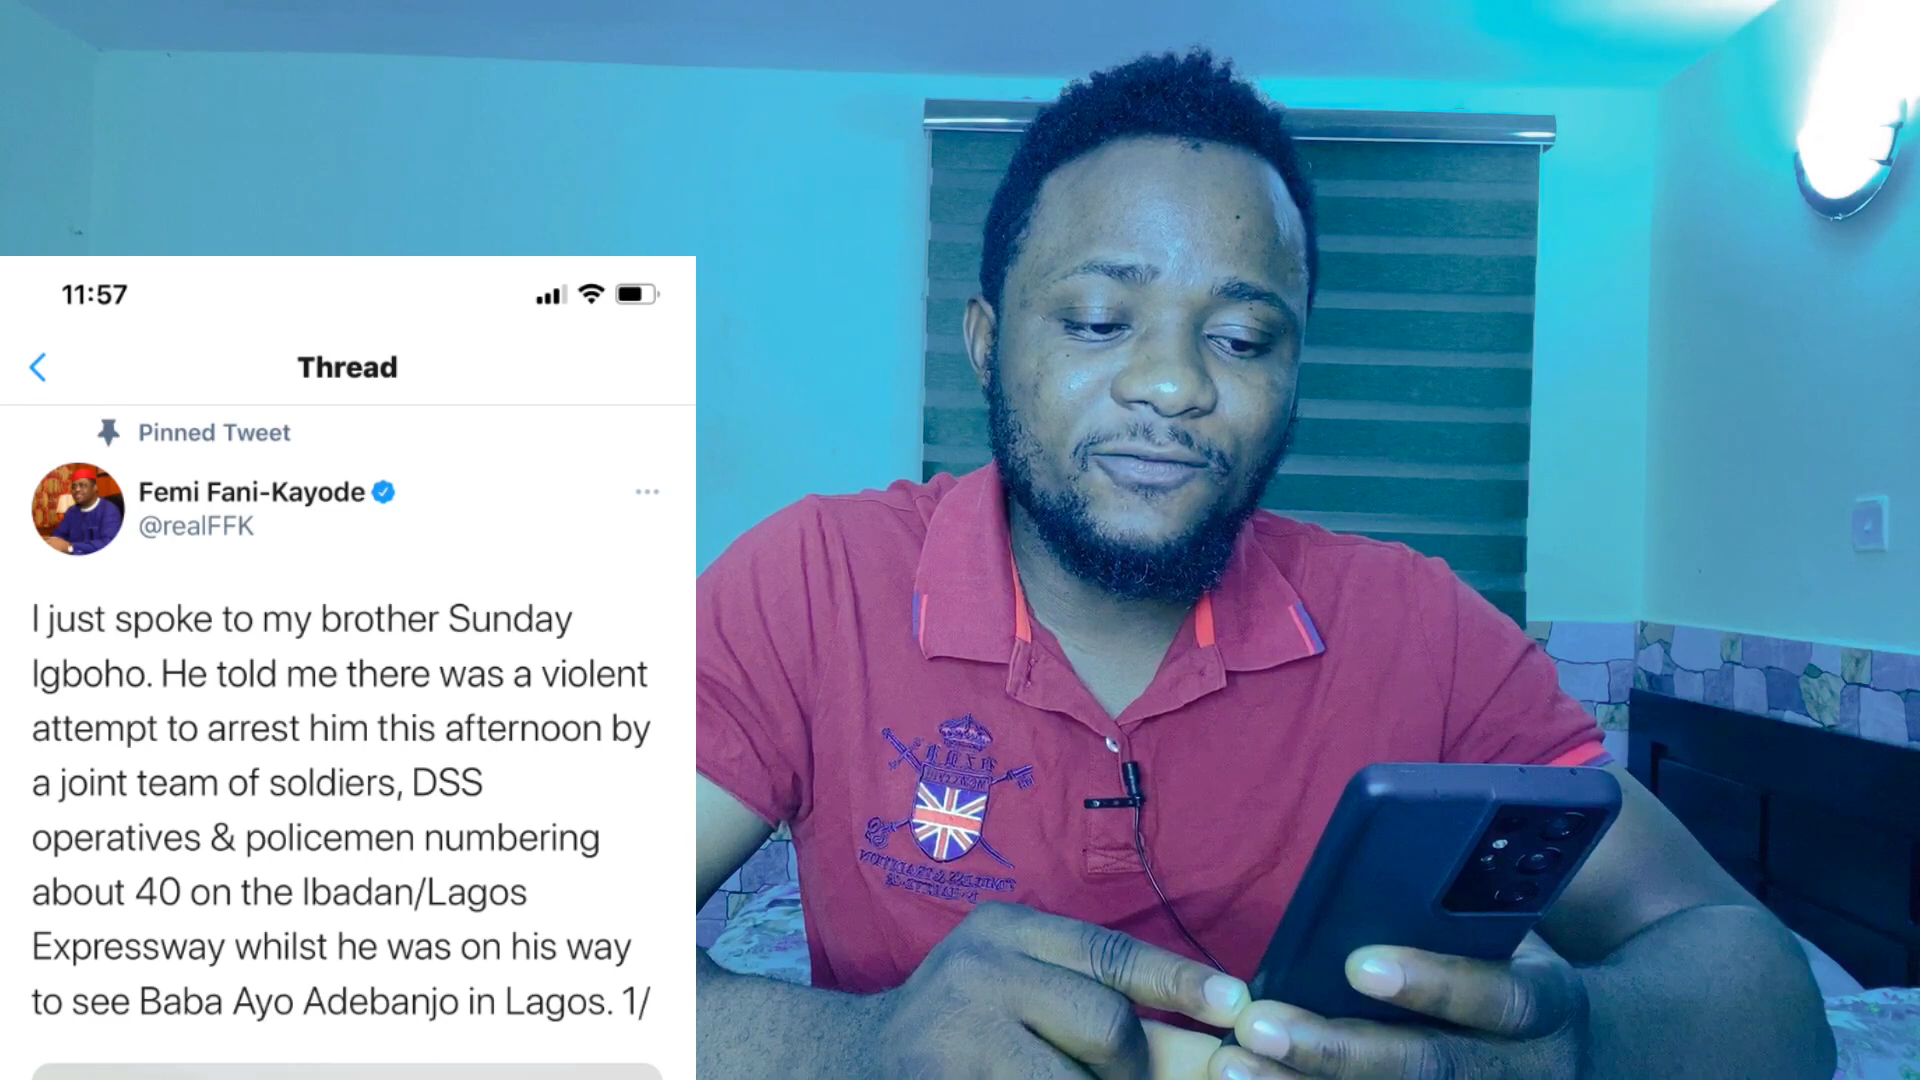 11:57
Thread
Pinned Tweet
Femi Fani-Kayode
@realFFK
I just spoke to my brother Sunday
Igboho. He told me there was a violent
attempt to arrest him this afternoon by
a joint team of soldiers, DSS
operatives & policemen numbering
about 40 on the Ibadan/Lagos
Expressway whilst he was on his way
to see Baba Ayo Adebanjo in Lagos. 1/